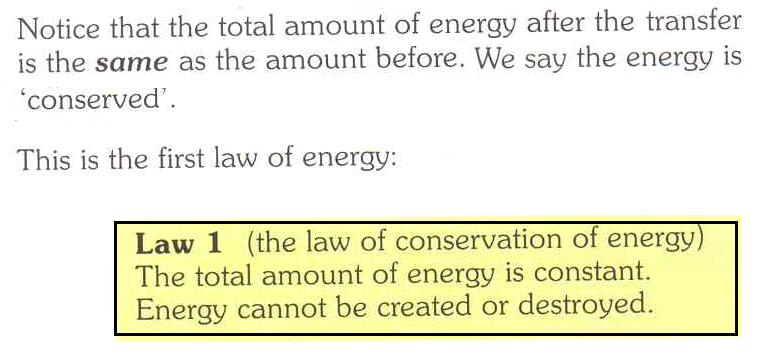 Notice that the total amount of energy after the transfer
is the same as the amount before. We say the energy is
‘conserved’.
This is the first law of energy:
Law 1 (the law of conservation of energy)
The total amount of energy is constant.
Energy cannot be created or destroyed.